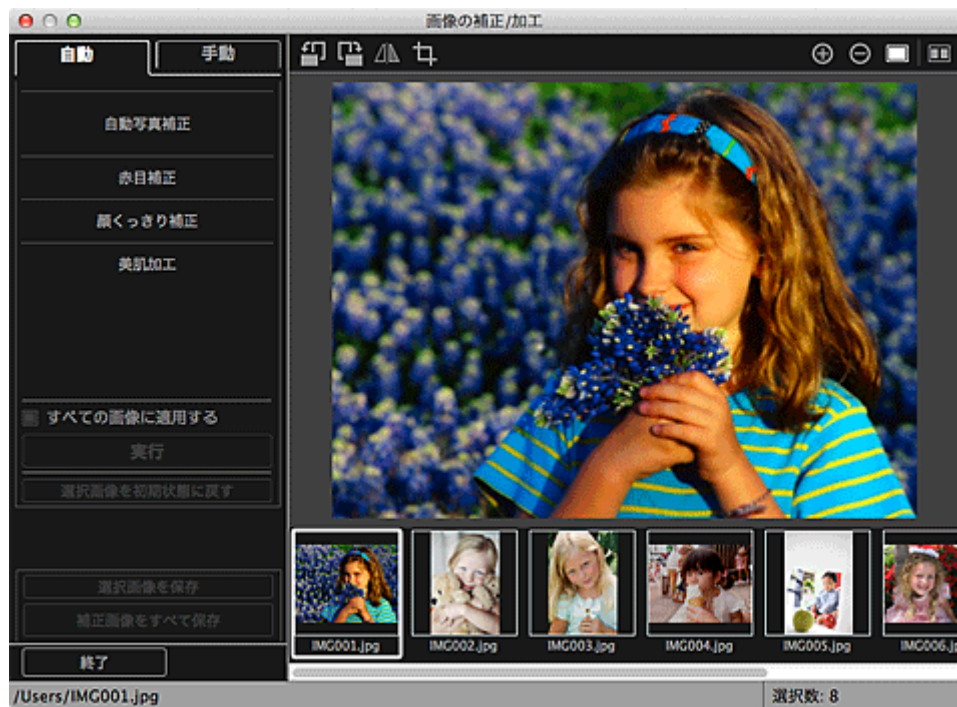 画像の補正/加工
自動
手動
自動写真補正
赤目補正
顔くっきり補正
美肌加工
すべての画像に適用する
実行
選択画像を初期状態に戻す
選択画像を保存
補正画像をすべて保存
終了
IMG001.jpg
IMG002.jpg
IMG003.jpg
IMG004.jpg
IMG005.jpg
IMG006.jp
/Users/IMG001.jpg
選択数: 8